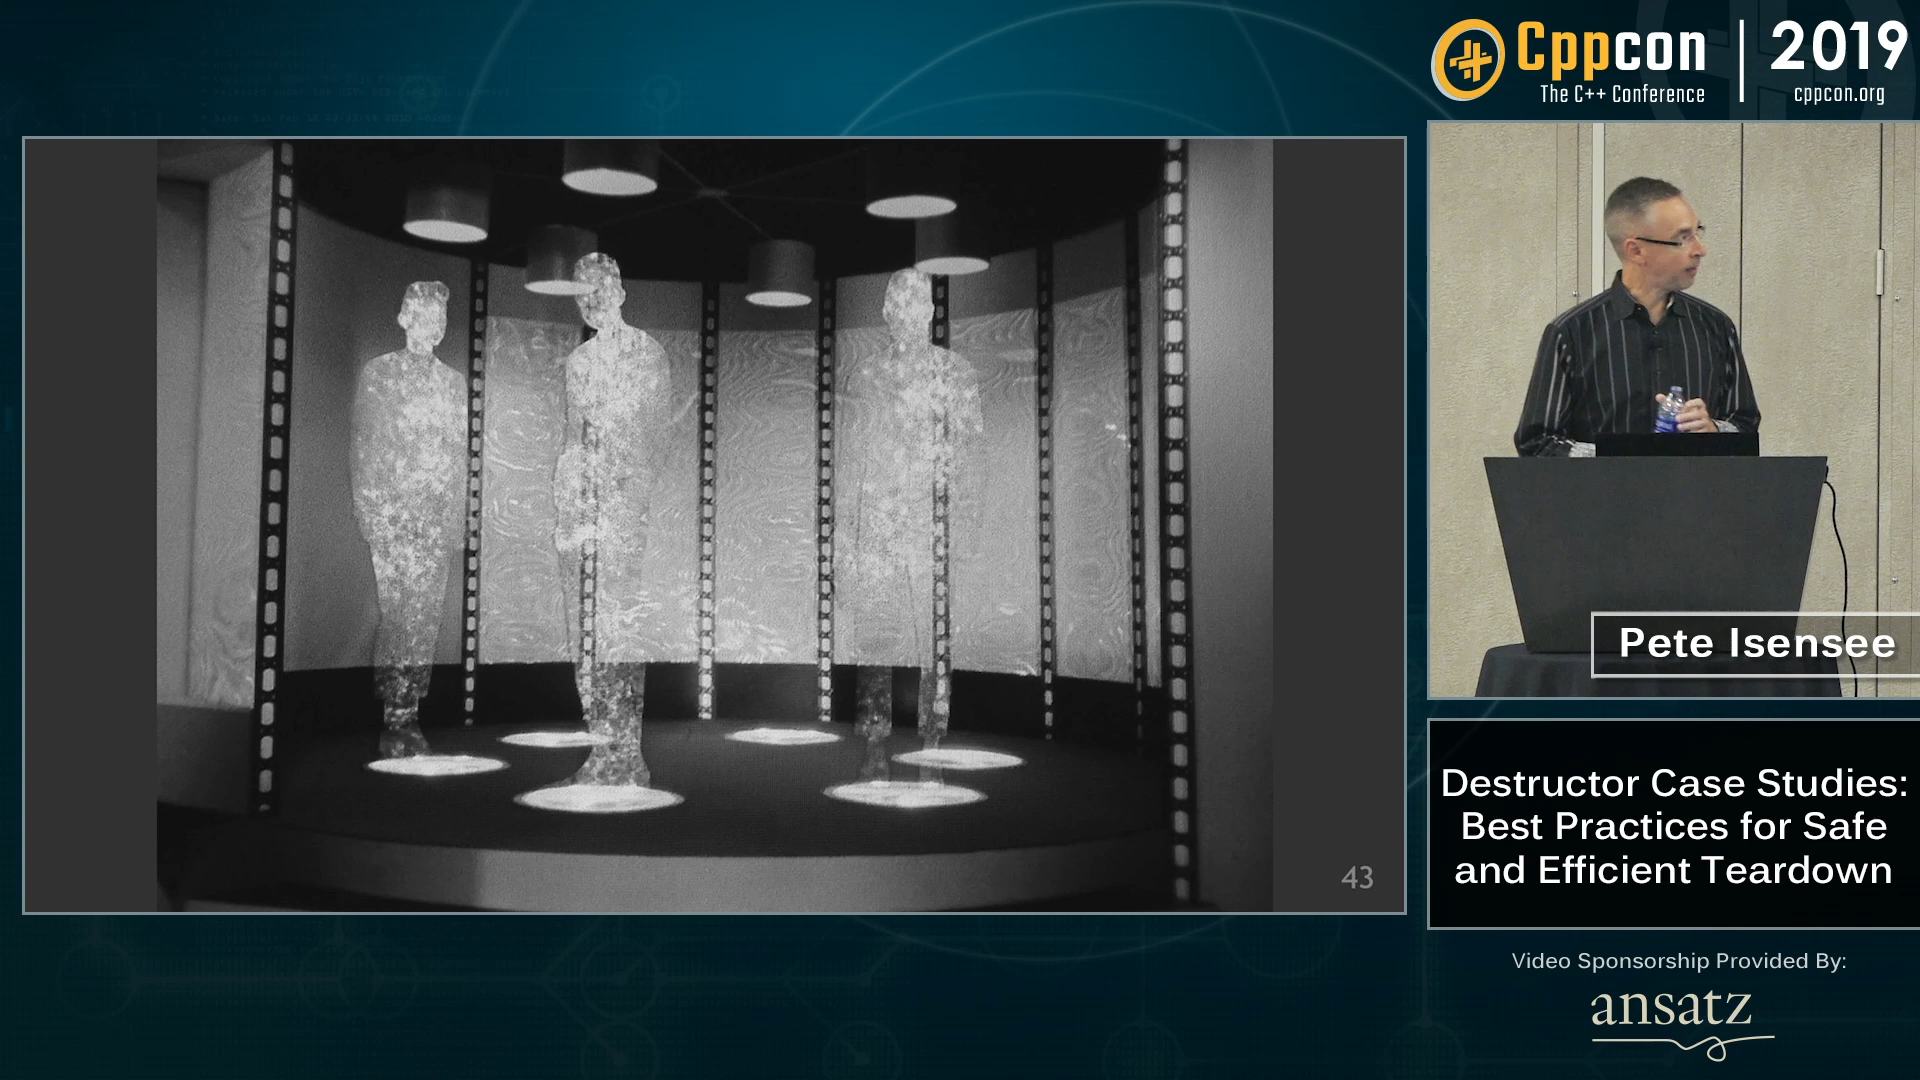 Cppcon
The C++ Conference
2019
cppcon.org
43
Pete Isensee
Destructor Case Studies:
Best Practices for Safe
and Efficient Teardown
Video Sponsorship Provided By:
ansatz